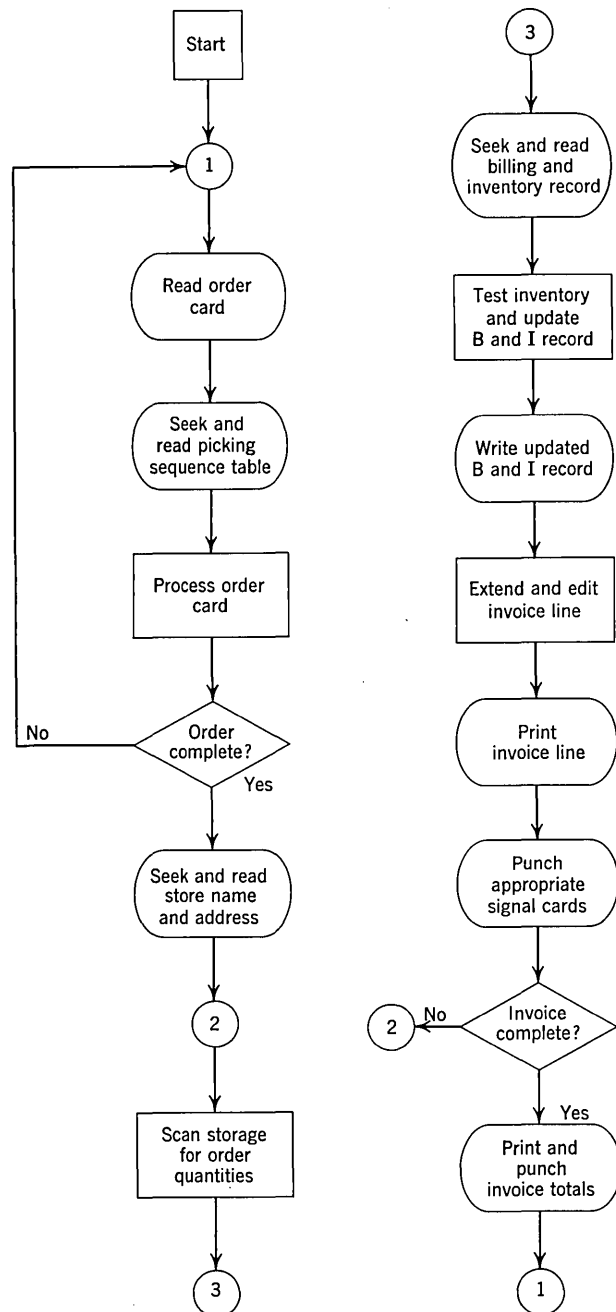 Start
1
Read order
card
Seek and
read picking
sequence table
Process order
card
Order
complete?
No
Yes
Seek and read
store name
and address
2
Scan storage
for order
quantities
3
3
Seek and read
billing and
inventory record
Test inventory
and update
B and I record
Write updated
B and I record
Extend and edit
invoice line
Print
invoice line
Punch
appropriate
signal cards
Invoice
complete?
No
2
Yes
Print and
punch
invoice totals
1